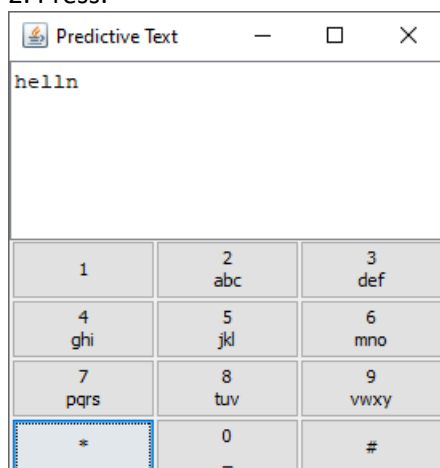 2. Press.
Predictive Text
helln
1
2
abc
3
def
4
ghi
5
jkl
6
mno
7
pqrs
8
tuv
9
vwxy
*
0
_
#